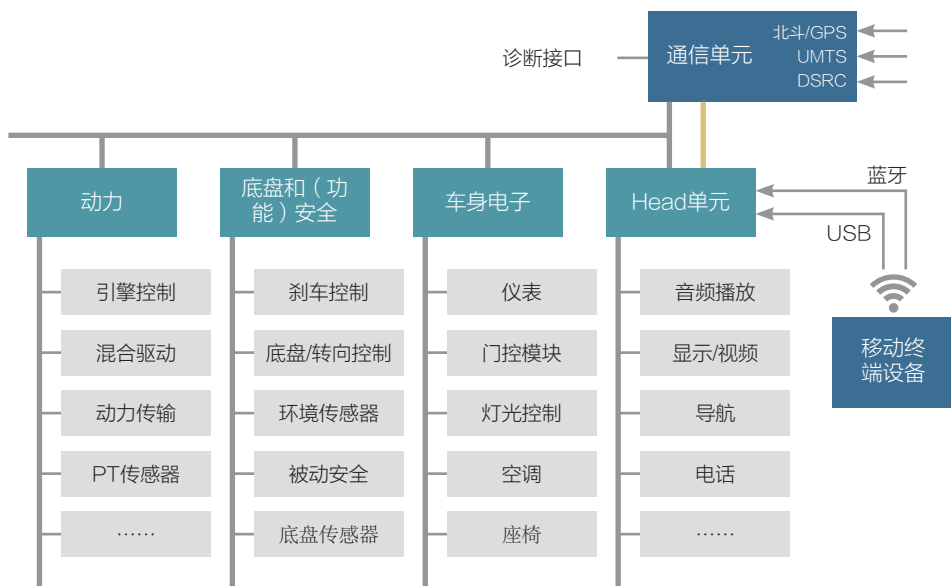 诊断接口
通信单元
北斗/GPS
UMTS
DSRC
动力
底盘和（功
能）安全
车身电子
Head单元
蓝牙
USB
引擎控制
刹车控制
仪表
音频播放
混合驱动
底盘/转向控制
门控模块
显示/视频
移动终
端设备
动力传输
环境传感器
灯光控制
导航
PT传感器
被动安全
空调
电话
……
底盘传感器
座椅
……